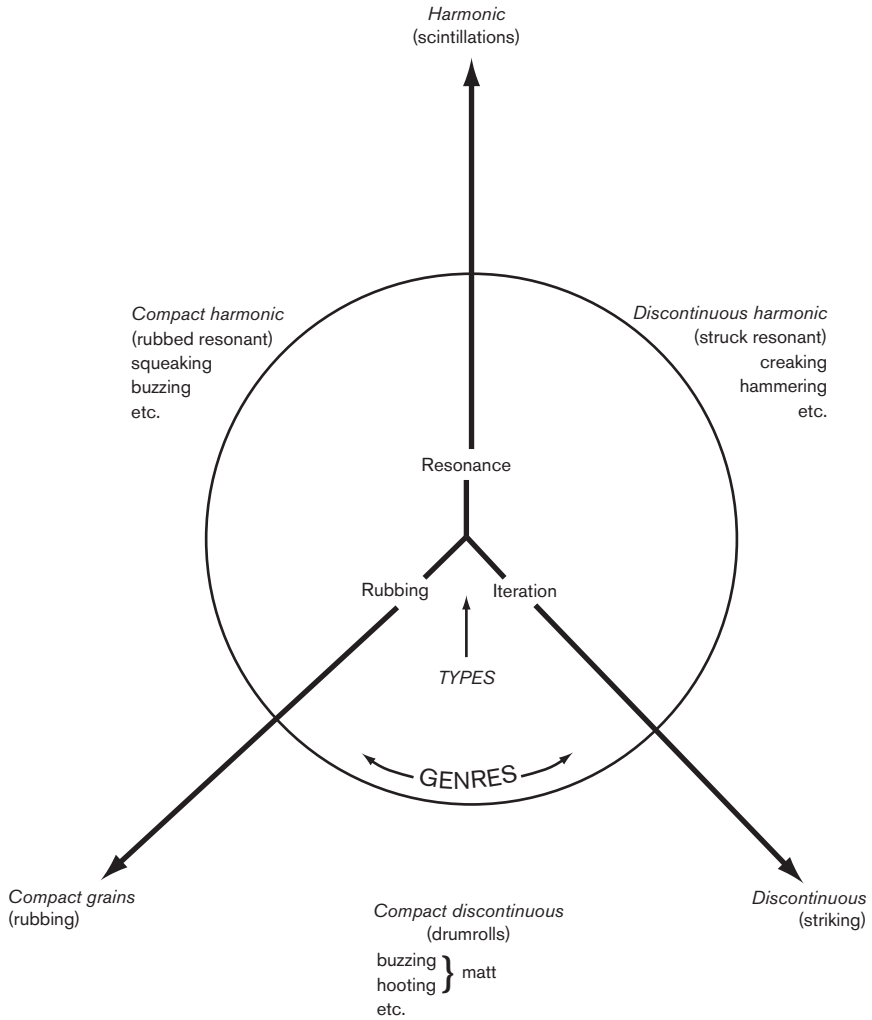 Harmonic
(scintillations)
Compact harmonic
(rubbed resonant)
squeaking
buzzing
etc.
Discontinuous harmonic
(struck resonant)
creaking
hammering
etc.
Resonance
Rubbing
Iteration
TYPES
GENRES
Compact grains
(rubbing)
Compact discontinuous
(drumrolls)
buzzing
hooting } matt
etc.
Discontinuous
(striking)